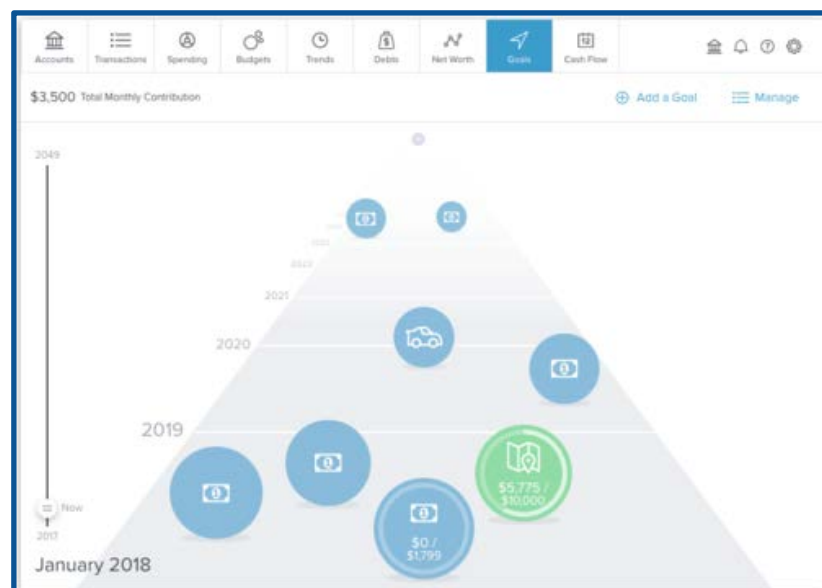 Accounts Transactions Spending Budgets Trends Debts Net Worth Goals Cash Flow
$3,500 Total Monthly Contribution Add a Goal Manage
2049
2021
2020
2019
$5,775 /
$10,000
Now
2017
$0 /
$1,799
January 2018